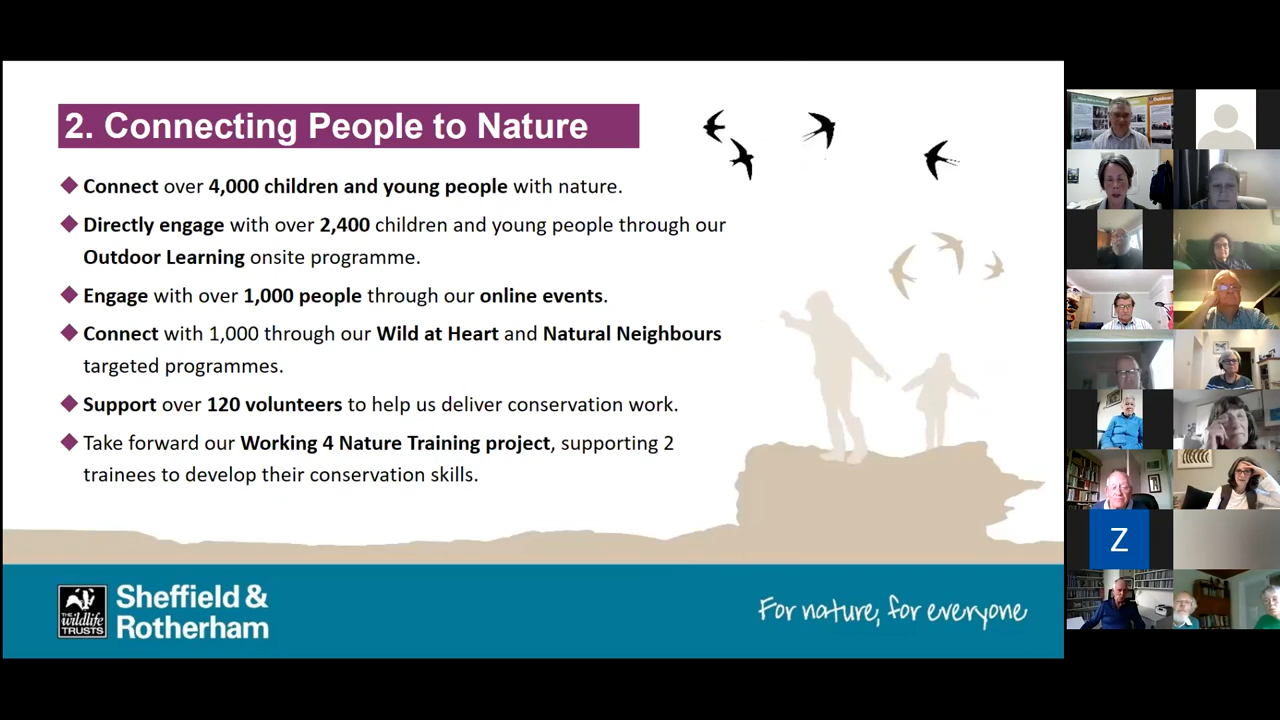 2. Connecting People to Nature
Connect over 4,000 children and young people with nature.
Directly engage with over 2,400 children and young people through our
Outdoor Learning onsite programme.
Engage with over 1,000 people through our online events.
Connect with 1,000 through our Wild at Heart and Natural Neighbours
targeted programmes.
Support over 120 volunteers to help us deliver conservation work.
Take forward our Working 4 Nature Training project, supporting 2
trainees to develop their conservation skills.
THE
wildlife
TRUSTS
Sheffield &
Rotherham
For nature, for everyone
Z